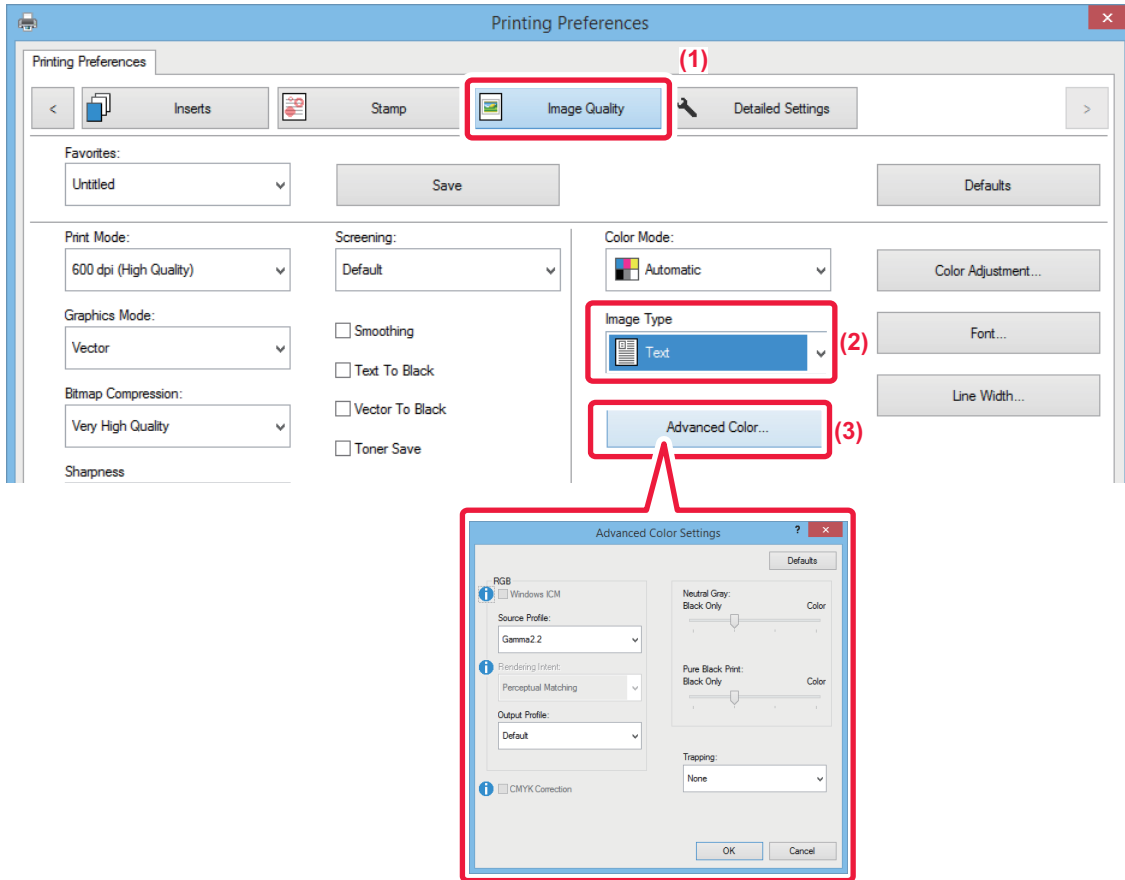 Printing Preferences
Printing Preferences
(1)
< Inserts Stamp Image Quality Detailed Settings >
Favorites:
Untitled Save Defaults
Print Mode: Screening: Color Mode:
600 dpi (High Quality) Default Automatic Color Adjustment...
Graphics Mode: Image Type
Smoothing Font...
Vector Text (2)
Text To Black
Bitmap Compression:
Line Width...
Vector To Black
Very High Quality Advanced Color... (3)
Toner Save
Sharpness
Advanced Color Settings ?
Defaults
RGB
Windows ICM
Source Profile:
Gamma2.2
Rendering Intent:
Perceptual Matching
Output Profile:
Default
CMYK Correction
Neutral Gray:
Black Only Color
Pure Black Print:
Black Only Color
Trapping:
None
OK Cancel